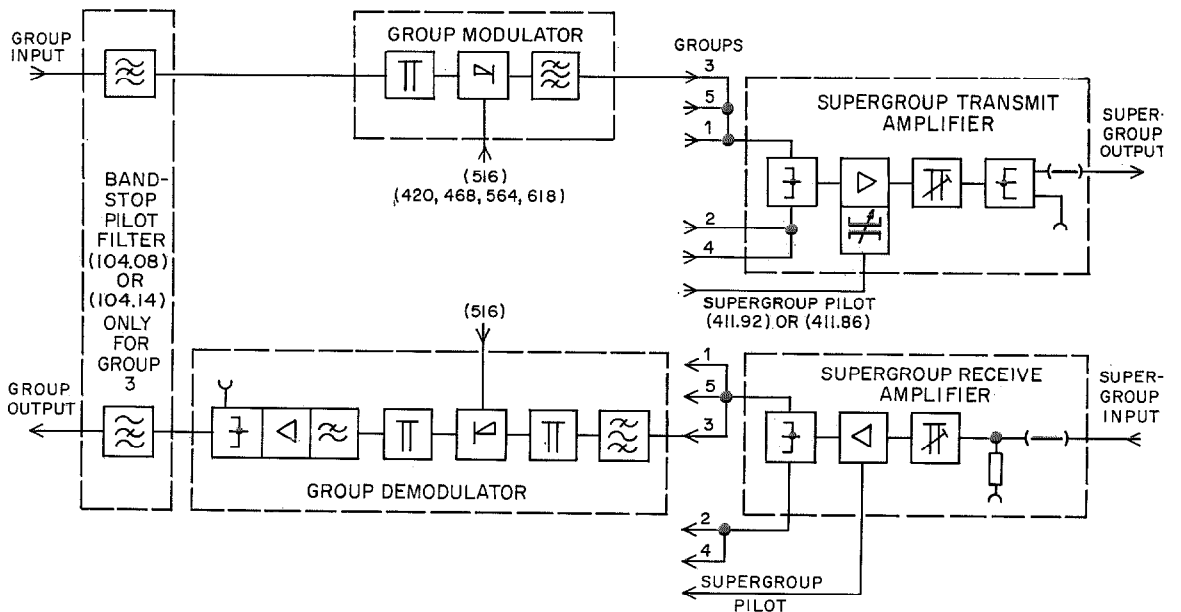 GROUP
INPUT
GROUP MODULATOR
(516)
(420, 468, 564, 618)
GROUPS
3
5
1
2
4
SUPERGROUP TRANSMIT
AMPLIFIER
SUPER-
GROUP
OUTPUT
SUPERGROUP PILOT
(411.92) OR (411.86)
BAND-
STOP
PILOT
FILTER
(104.08)
OR
(104.14)
ONLY
FOR
GROUP
3
GROUP
OUTPUT
(516)
GROUP DEMODULATOR
1
5
3
2
4
SUPERGROUP
PILOT
SUPERGROUP RECEIVE
AMPLIFIER
SUPER-
GROUP
INPUT